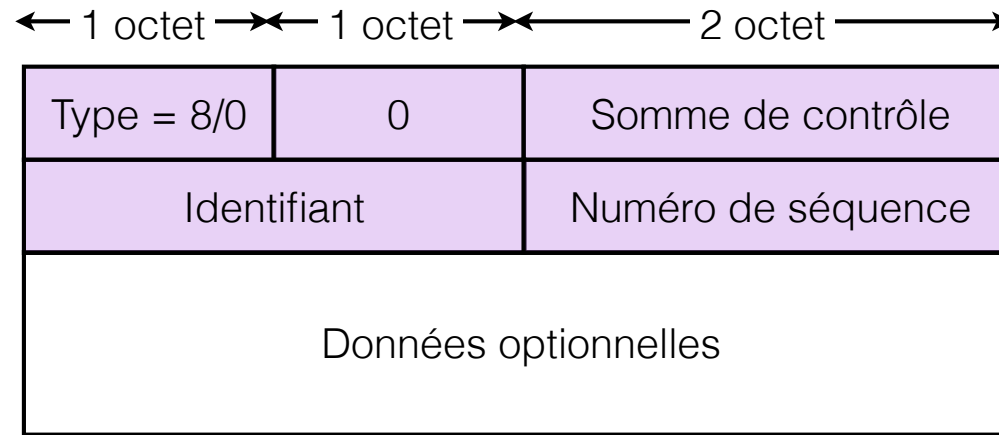 1 octet 1 octet 2 octet
Type = 8/0 0 Somme de contrôle
Identifiant Numéro de séquence
Données optionnelles